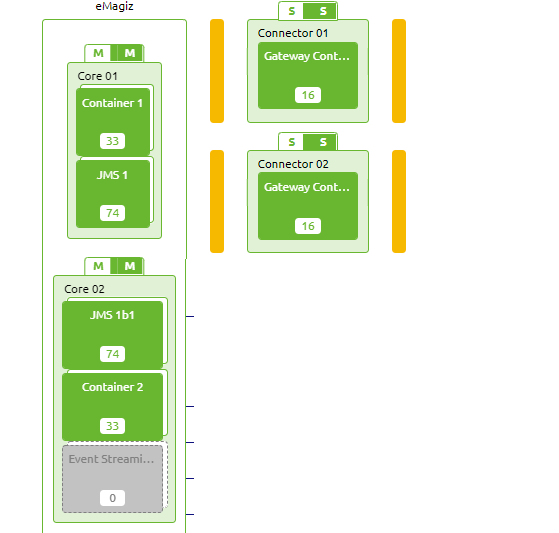 eMagiz
M M
Core 01
Container 1
33
JMS 1
74
M M
Core 02
JMS 1b1
74
Container 2
33
Event Streami...
0
S S
Connector 01
Gateway Cont...
16
S S
Connector 02
Gateway Cont...
16